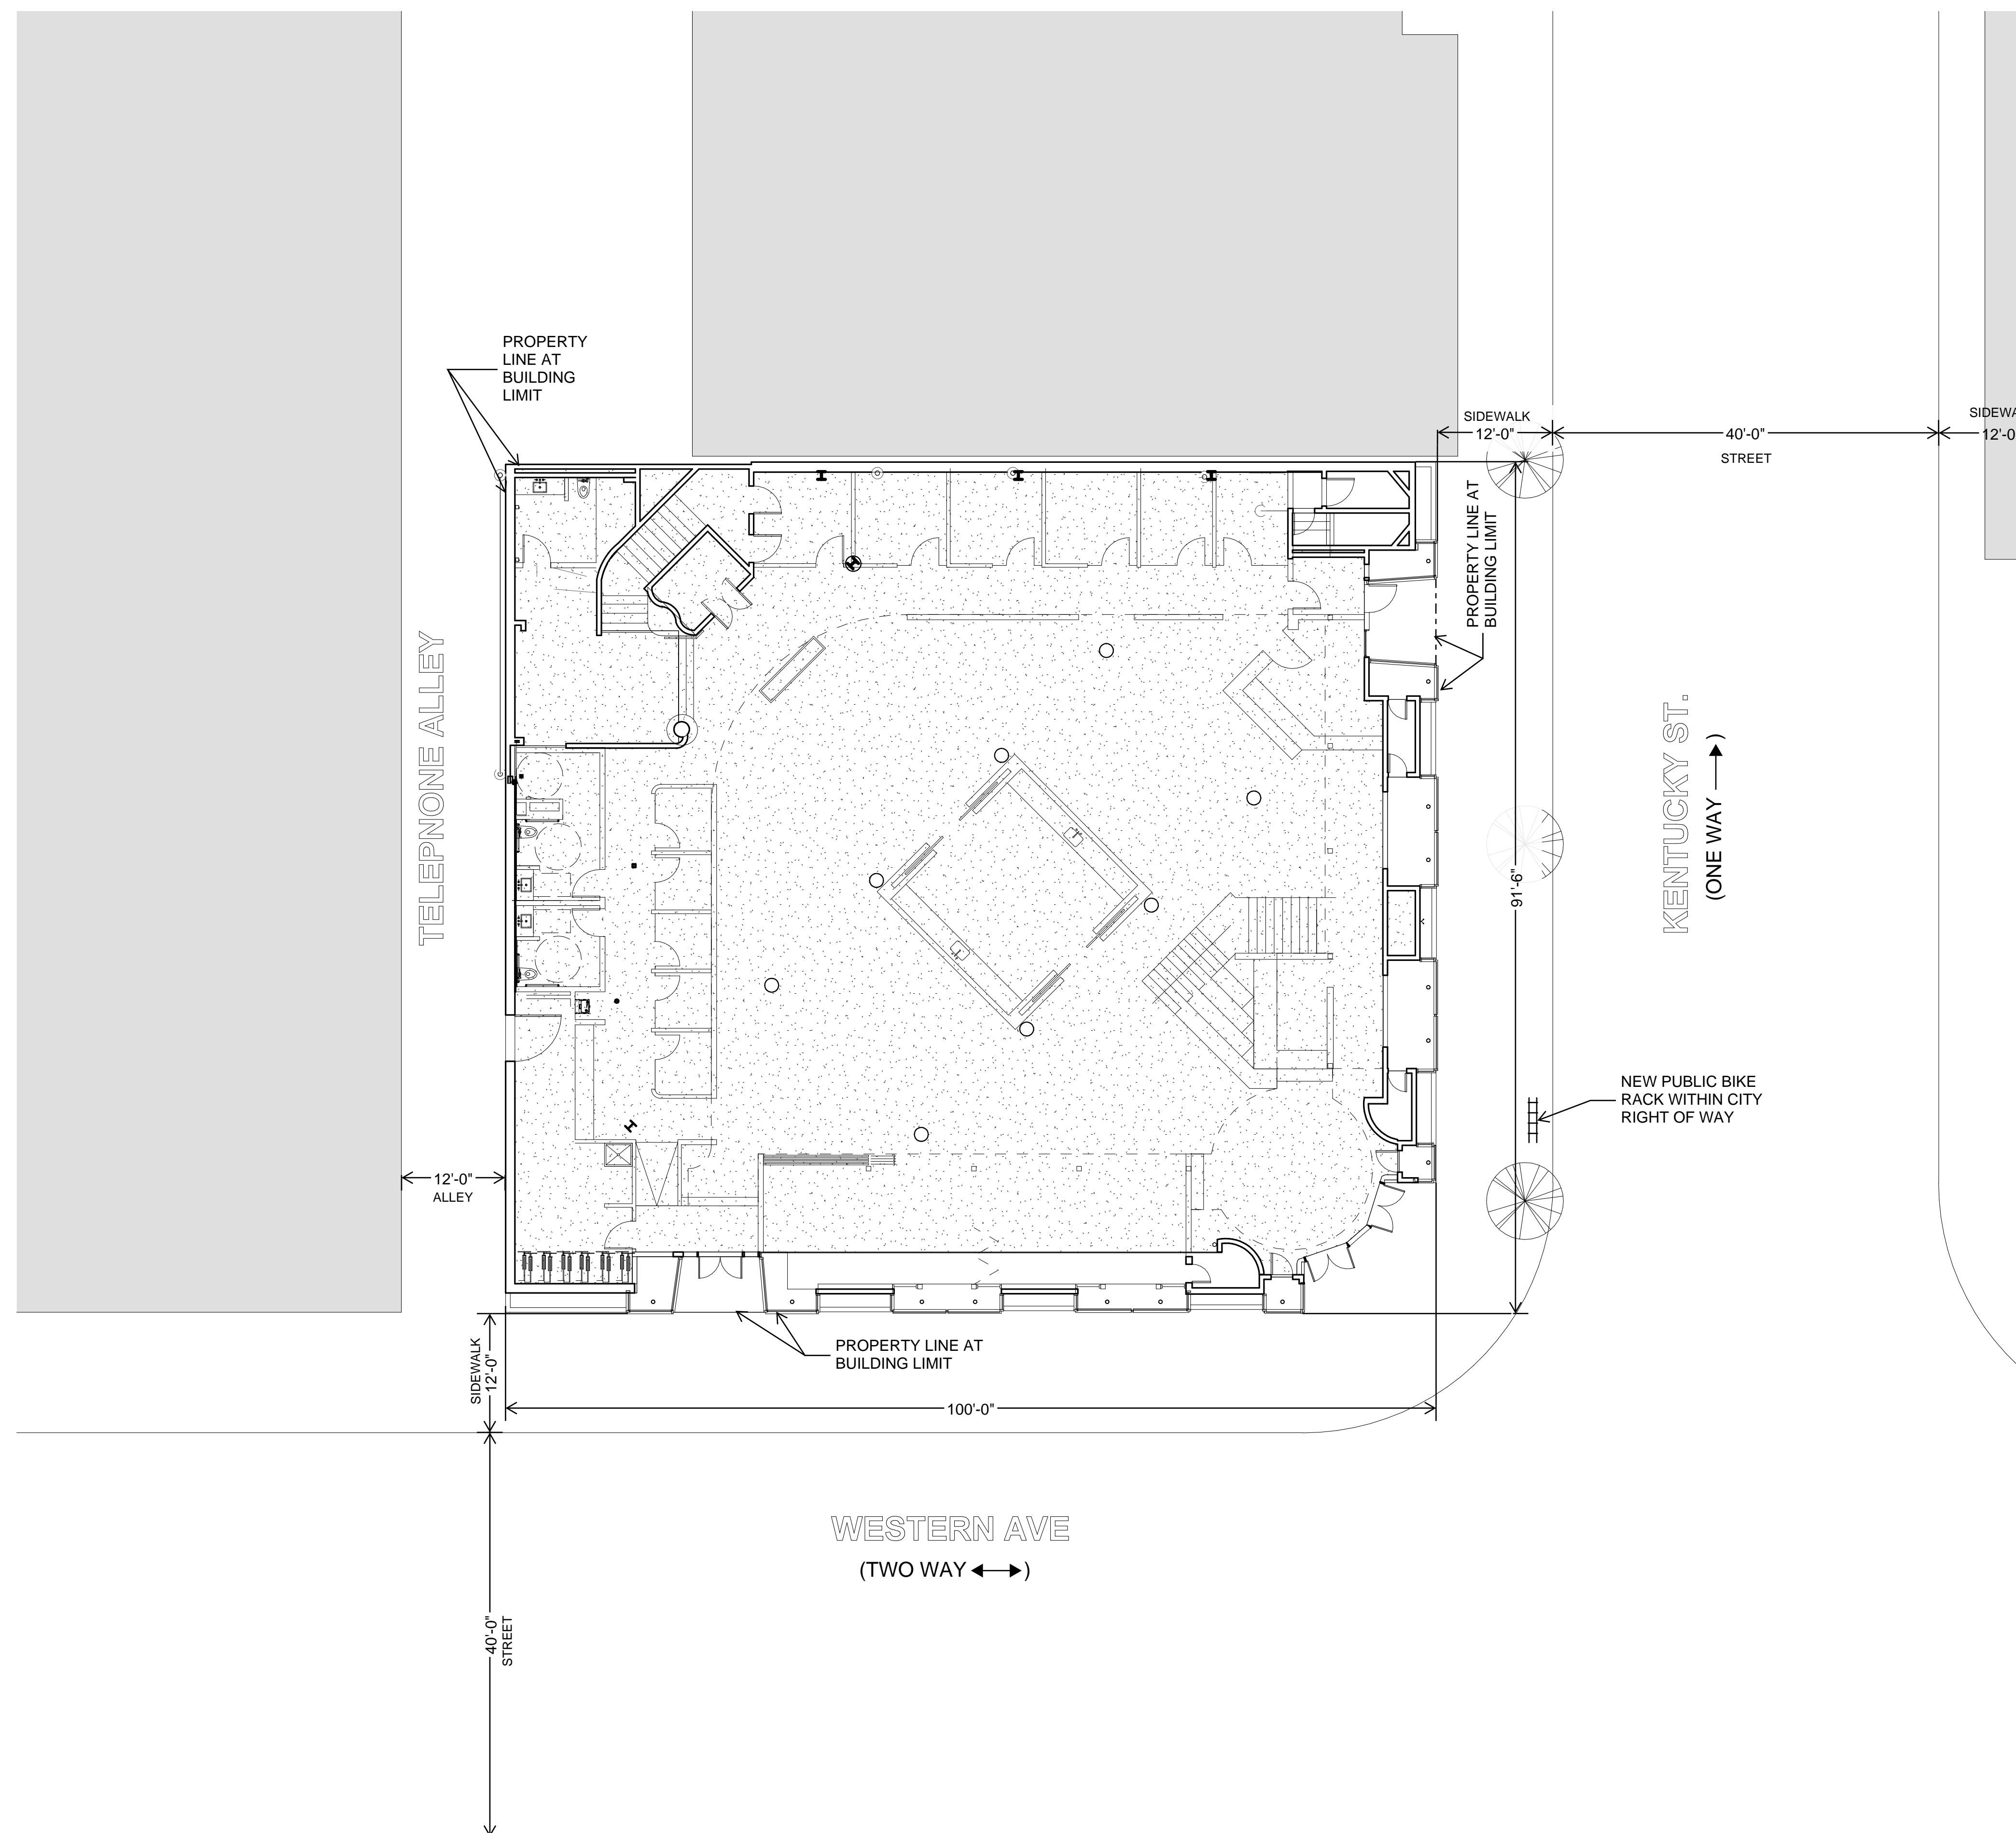 PROPERTY
LINE AT
BUILDING
LIMIT
SIDEWALK
12'-0"
40'-0"
STREET
SIDEWA
12'-0
PROPERTY LINE AT
BUILDING LIMIT
TELEPNONE ALLEY
KENTUCKY ST.
(ONE WAY
)
91'-6"
NEW PUBLIC BIKE
RACK WITHIN CITY
RIGHT OF WAY
12'-0"
ALLEY
SIDEWALK
12'-0"
PROPERTY LINE AT
BUILDING LIMIT
100'-0"
WESTERN AVE
(TWO WAY )
40'-0"
STREET